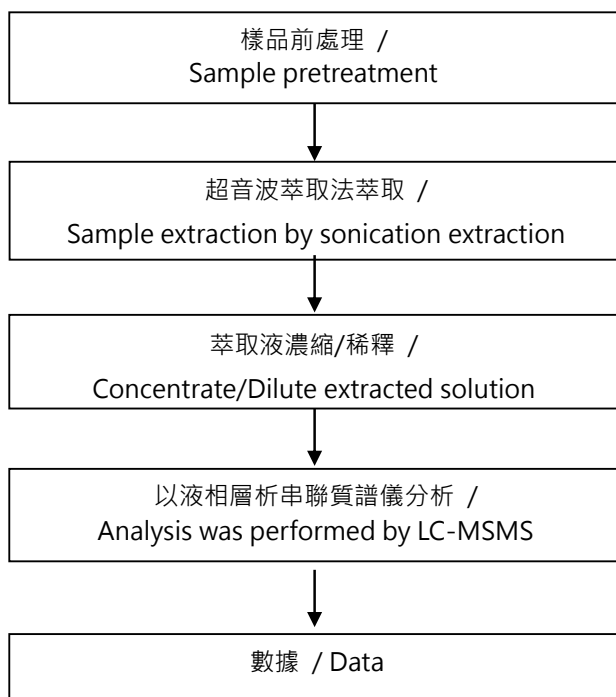 樣品前處理 /
Sample pretreatment
超音波萃取法萃取 /
Sample extraction by sonication extraction
萃取液濃縮/稀釋 /
Concentrate/Dilute extracted solution
以液相層析串聯質譜儀分析 /
Analysis was performed by LC-MSMS
數據 / Data